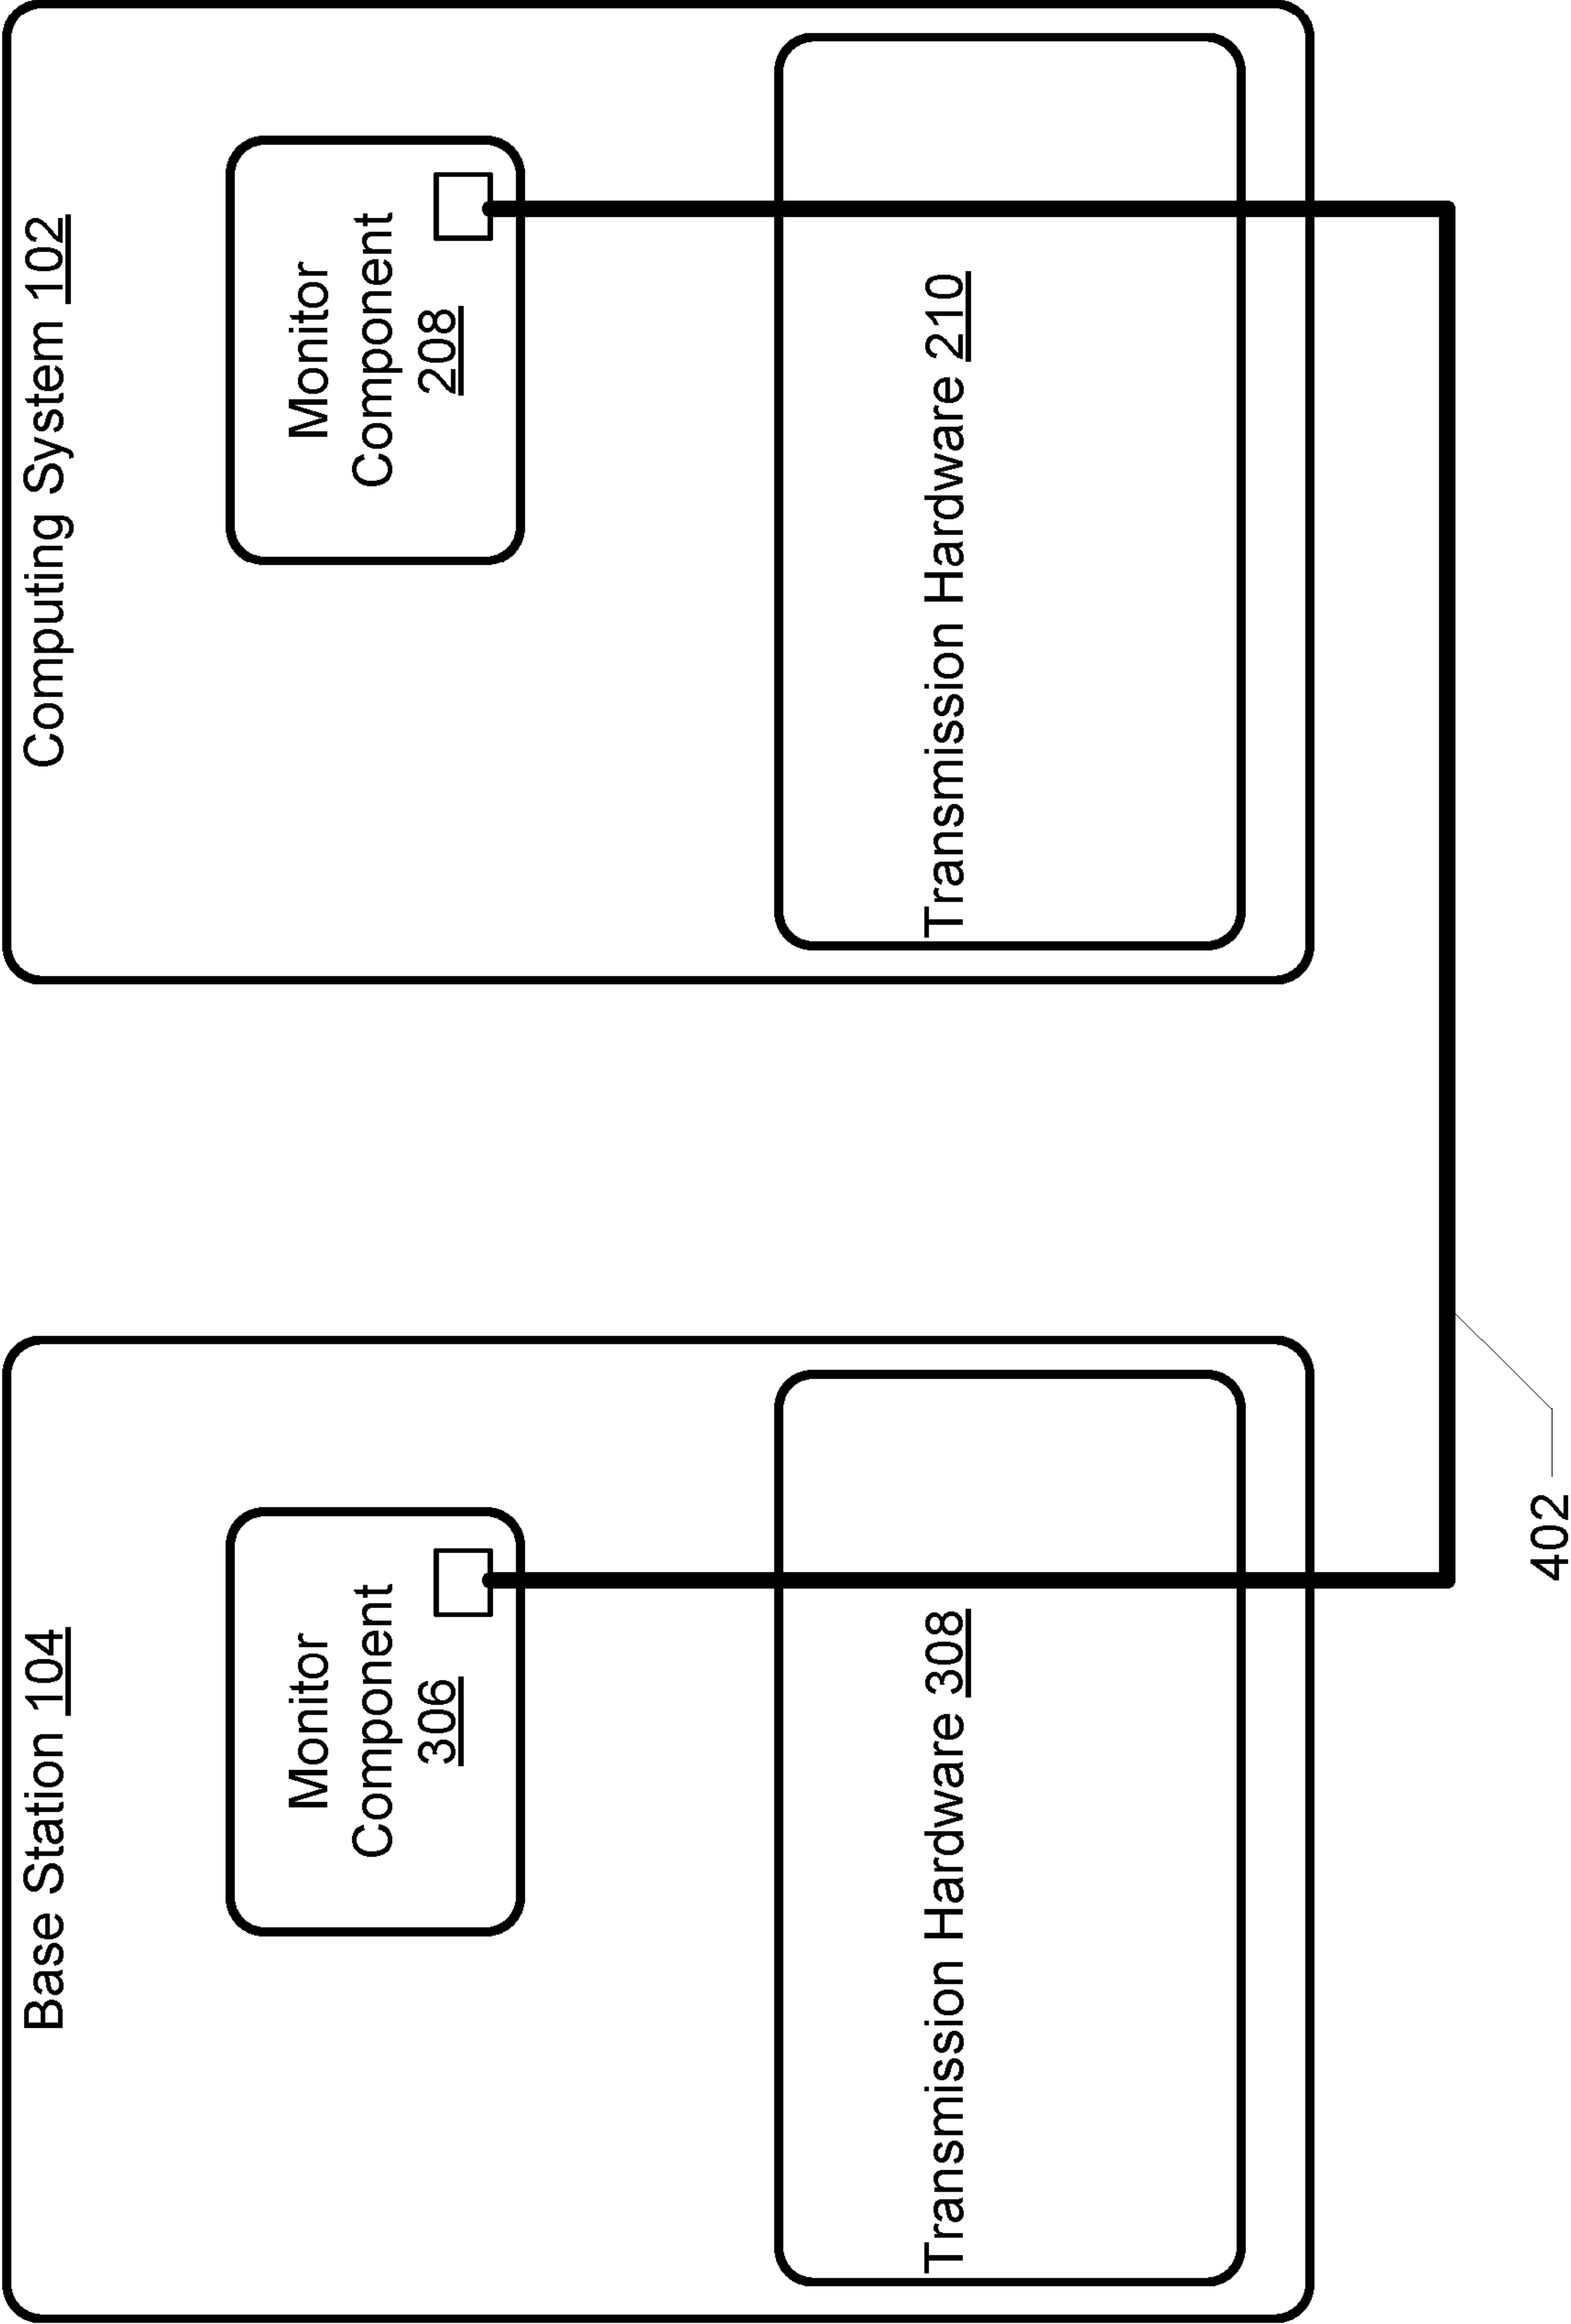 Base Station 104
Monitor
Component
306
Transmission Hardware 308
Computing System 102
Monitor
Component
208
Transmission Hardware 210
402